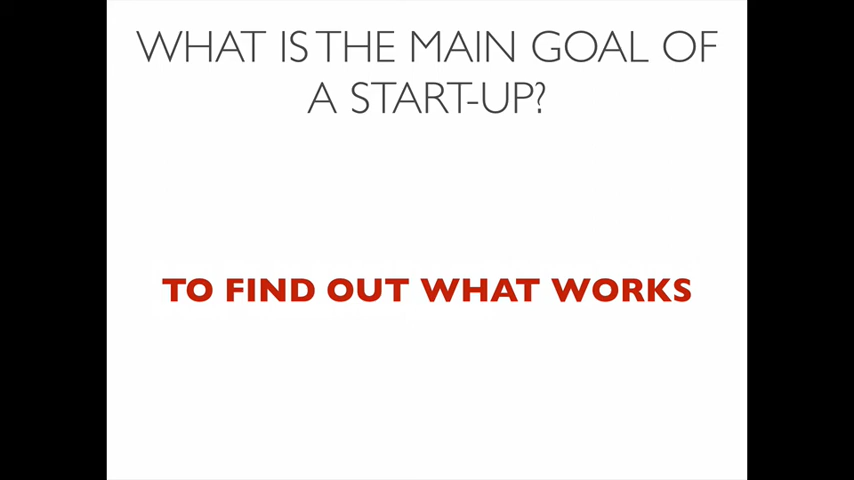 WHAT IS THE MAIN GOAL OF
A START-UP?
TO FIND OUT WHAT WORKS